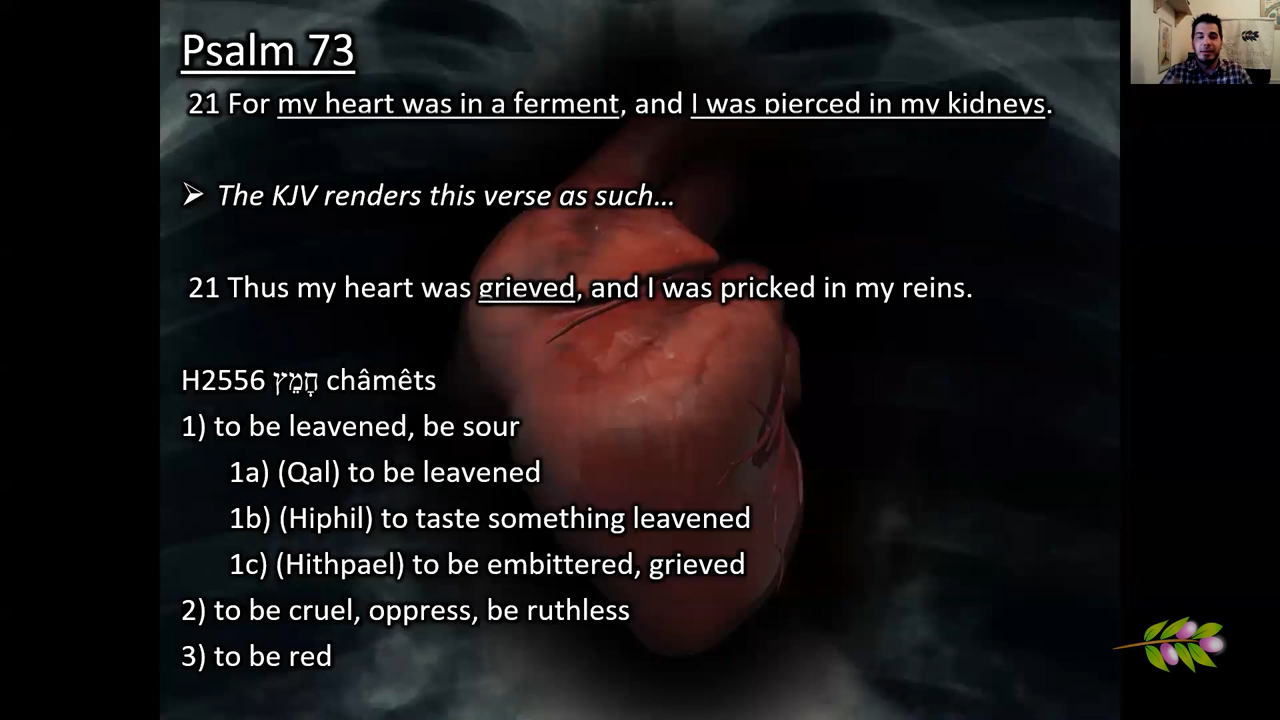 Psalm 73
21 For my heart was in a ferment, and I was pierced in my kidneys.
➢ The KJV renders this verse as such...
21 Thus my heart was grieved, and I was pricked in my reins.
H2556 חָמֵץ châmêts
1) to be leavened, be sour
1a) (Qal) to be leavened
1b) (Hiphil) to taste something leavened
1c) (Hithpael) to be embittered, grieved
2) to be cruel, oppress, be ruthless
3) to be red